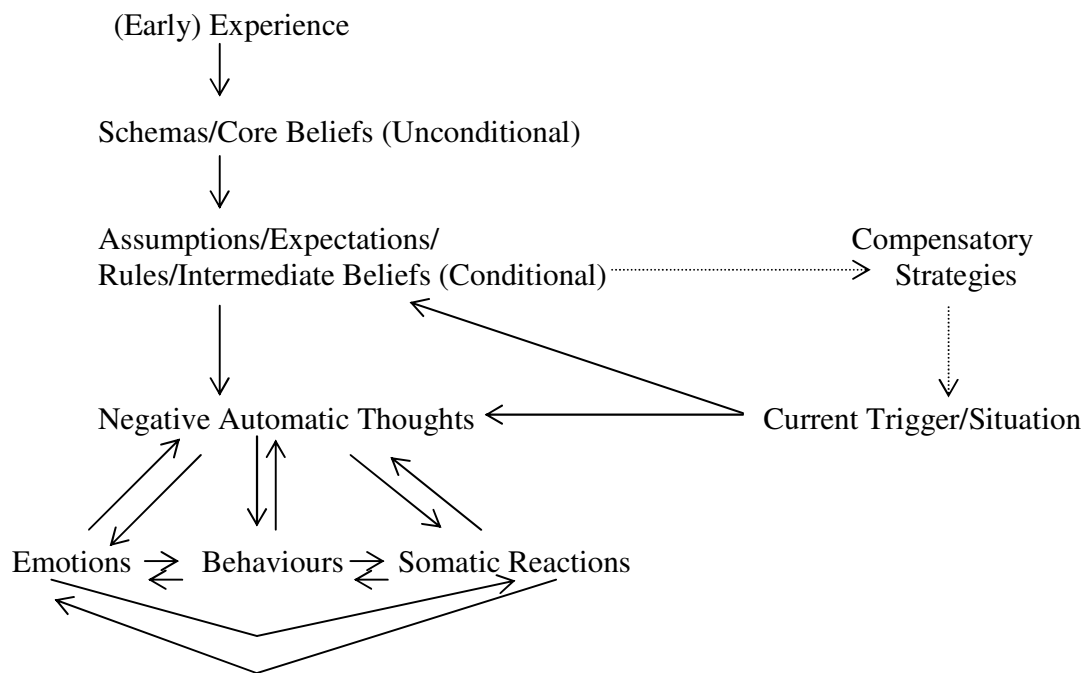 (Early) Experience
Schemas/Core Beliefs (Unconditional)
Assumptions/Expectations/
Rules/Intermediate Beliefs (Conditional)
Compensatory
Strategies
Negative Automatic Thoughts
Current Trigger/Situation
Emotions
Behaviours
Somatic Reactions